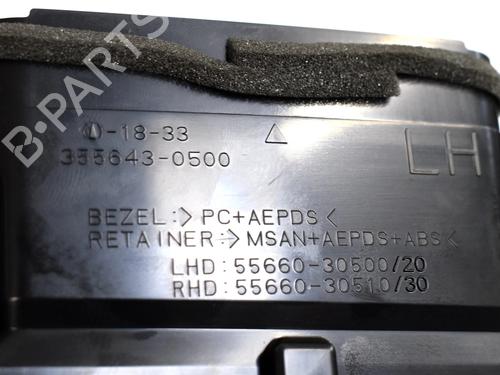 B-PARTS
-18-33
355643-0500
LH
BEZEL:>PC+AEPDS<
RETAINER:>MSAN+AEPDS+ABS<
LHD:55660-30500/20
RHD:55660-30510/30